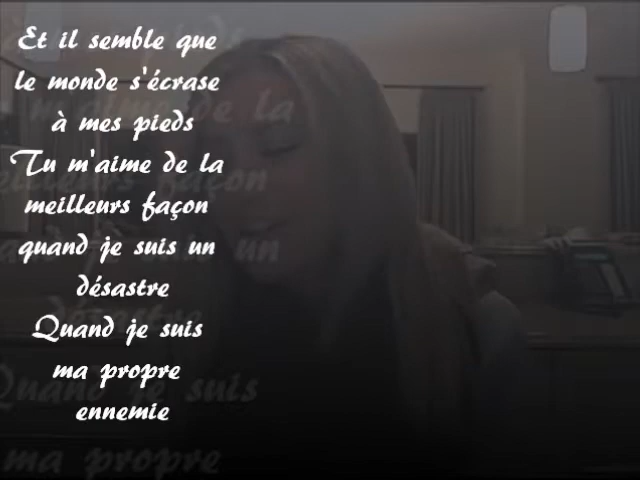 Et il semble que
le monde s'écrase
à mes pieds
Tu m'aime de la
meilleurs façon
quand je suis un
désastre
Quand je suis
ma propre
ennemie